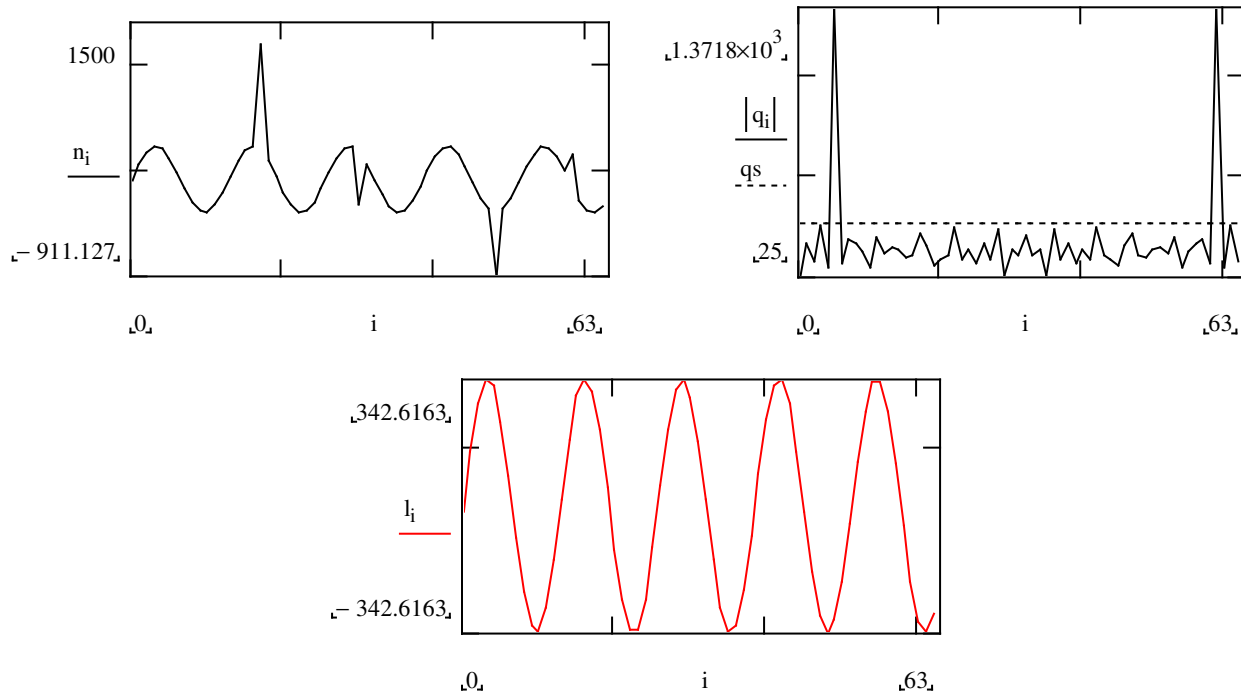 1500
n_i
− 911.127
0 i 63
1.3718×10^3
|q_i|
qs
25
0 i 63
342.6163
l_i
− 342.6163
0 i 63